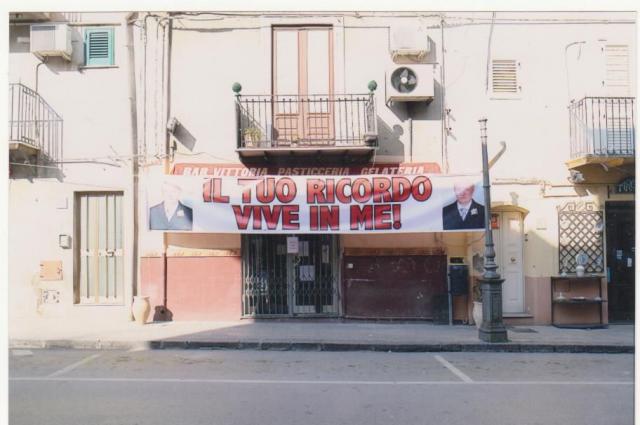 BAR VITTORIA PASTICCERIA GELATERIA
IL TUO RICORDO
VIVE IN ME!